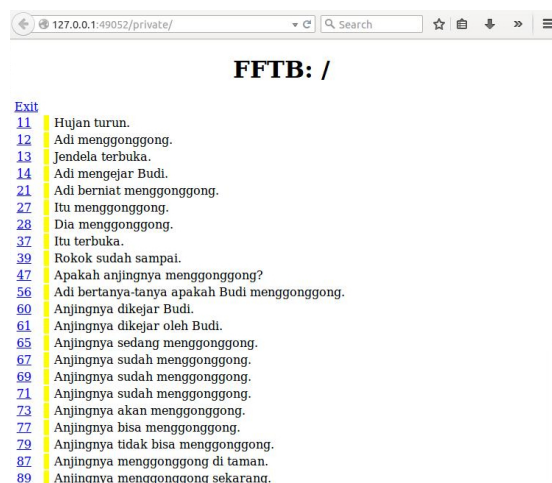 127.0.0.1:49052/private/ Search
FFTB: /
Exit
11 Hujan turun.
12 Adi menggonggong.
13 Jendela terbuka.
14 Adi mengejar Budi.
21 Adi berniat menggonggong.
27 Itu menggonggong.
28 Dia menggonggong.
37 Itu terbuka.
39 Rokok sudah sampai.
47 Apakah anjingnya menggonggong?
56 Adi bertanya-tanya apakah Budi menggonggong.
60 Anjingnya dikejar Budi.
61 Anjingnya dikejar oleh Budi.
65 Anjingnya sedang menggonggong.
67 Anjingnya sudah menggonggong.
69 Anjingnya sudah menggonggong.
71 Anjingnya sudah menggonggong.
73 Anjingnya akan menggonggong.
77 Anjingnya bisa menggonggong.
79 Anjingnya tidak bisa menggonggong.
87 Anjingnya menggonggong di taman.
89 Anjingnya menggonggong sekarang.